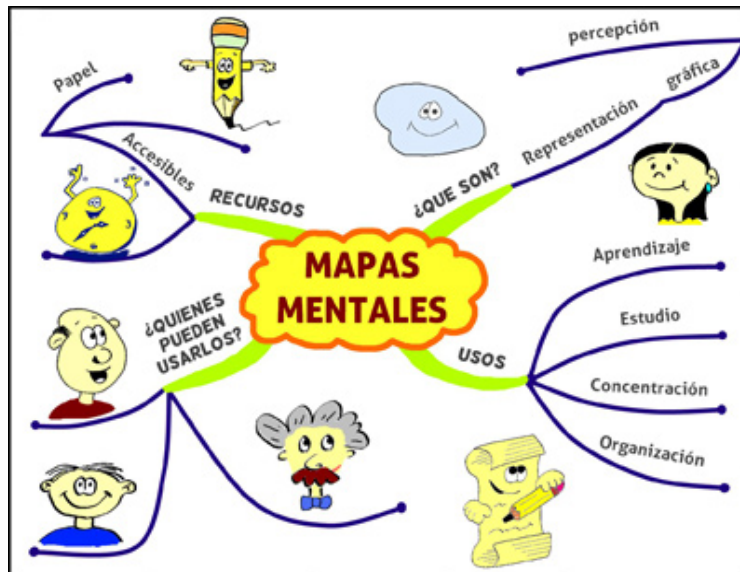 MAPAS
MENTALES
¿QUE SON?
Representación
gráfica
percepción
USOS
Aprendizaje
Estudio
Concentración
Organización
¿QUIENES
PUEDEN
USARLOS?
RECURSOS
Accesibles
Papel